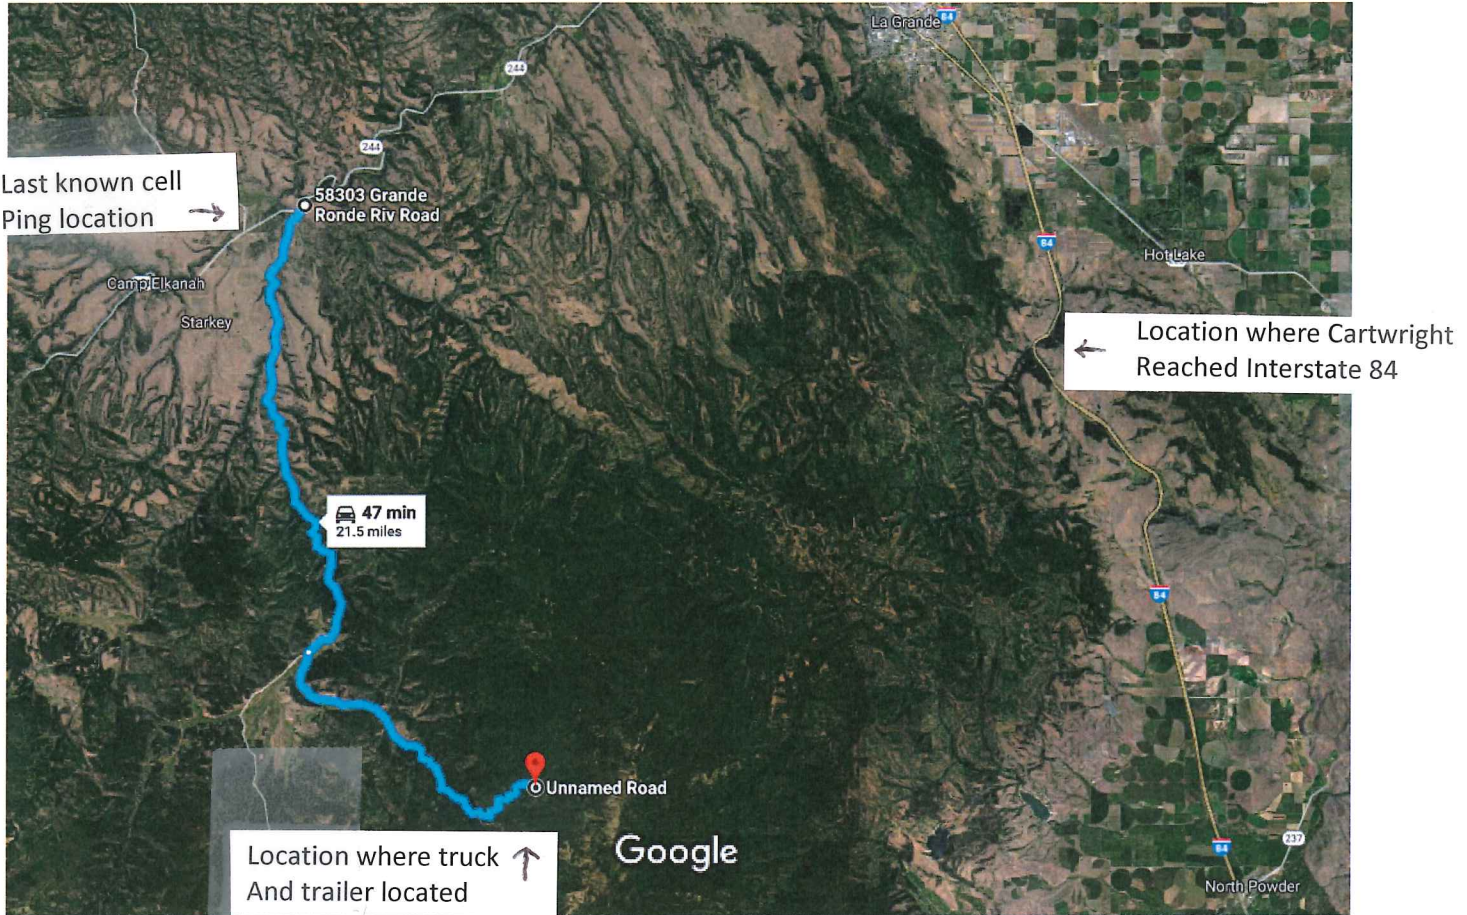 La Grande
84
244
244
Last known cell
Ping location
58303 Grande
Ronde Riv Road
84
Hot Lake
Camp Elkanah
Starkey
Location where Cartwright
Reached Interstate 84
47 min
21.5 miles
84
Unnamed Road
Google
Location where truck
And trailer located
84
237
North Powder